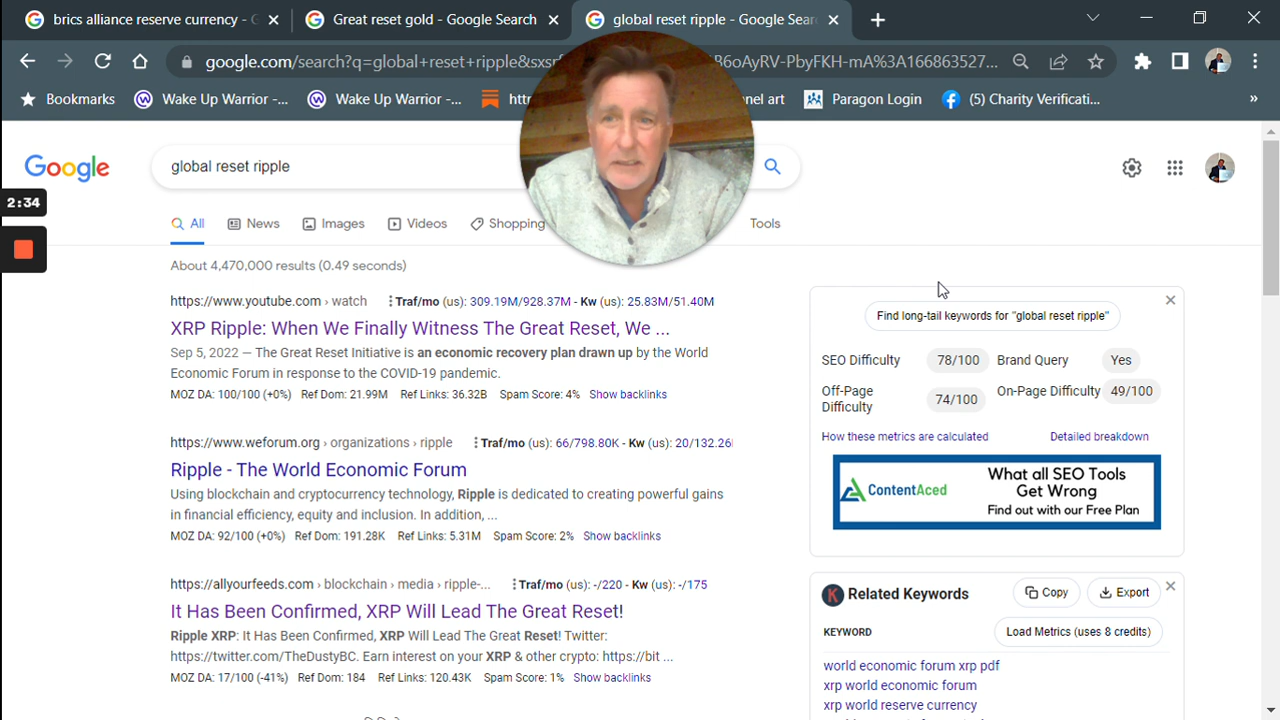 brics alliance reserve currency - G
Great reset gold - Google Search
global reset ripple - Google Sear
google.com/search?q=global+reset+ripple&sxsrf
B6oAyRV-PbyFKH-mA%3A166863527...
Bookmarks
Wake Up Warrior -...
Wake Up Warrior -...
http
nel art
Paragon Login
(5) Charity Verificati...
»
Google
global reset ripple
2:34
All
News
Images
Videos
Shopping
Tools
About 4,470,000 results (0.49 seconds)
https://www.youtube.com › watch
Traf/mo (us): 309.19M/928.37M - Kw (us): 25.83M/51.40M
XRP Ripple: When We Finally Witness The Great Reset, We ...
Sep 5, 2022 — The Great Reset Initiative is an economic recovery plan drawn up by the World
Economic Forum in response to the COVID-19 pandemic.
MOZ DA: 100/100 (+0%) Ref Dom: 21.99M Ref Links: 36.32B Spam Score: 4% Show backlinks
https://www.weforum.org › organizations › ripple
Traf/mo (us): 66/798.80K - Kw (us): 20/132.26
Ripple - The World Economic Forum
Using blockchain and cryptocurrency technology, Ripple is dedicated to creating powerful gains
in financial efficiency, equity and inclusion. In addition, ...
MOZ DA: 92/100 (+0%) Ref Dom: 191.28K Ref Links: 5.31M Spam Score: 2% Show backlinks
https://allyourfeeds.com › blockchain › media › ripple-...
Traf/mo (us): -/220 - Kw (us): -/175
It Has Been Confirmed, XRP Will Lead The Great Reset!
Ripple XRP: It Has Been Confirmed, XRP Will Lead The Great Reset! Twitter:
https://twitter.com/TheDustyBC. Earn interest on your XRP & other crypto: https://bit ...
MOZ DA: 17/100 (-41%) Ref Dom: 184 Ref Links: 120.43K Spam Score: 1% Show backlinks
Find long-tail keywords for "global reset ripple"
SEO Difficulty 78/100 Brand Query Yes
Off-Page Difficulty 74/100 On-Page Difficulty 49/100
How these metrics are calculated
Detailed breakdown
ContentAced
What all SEO Tools
Get Wrong
Find out with our Free Plan
Related Keywords
Copy
Export
KEYWORD
Load Metrics (uses 8 credits)
world economic forum xrp pdf
xrp world economic forum
xrp world reserve currency